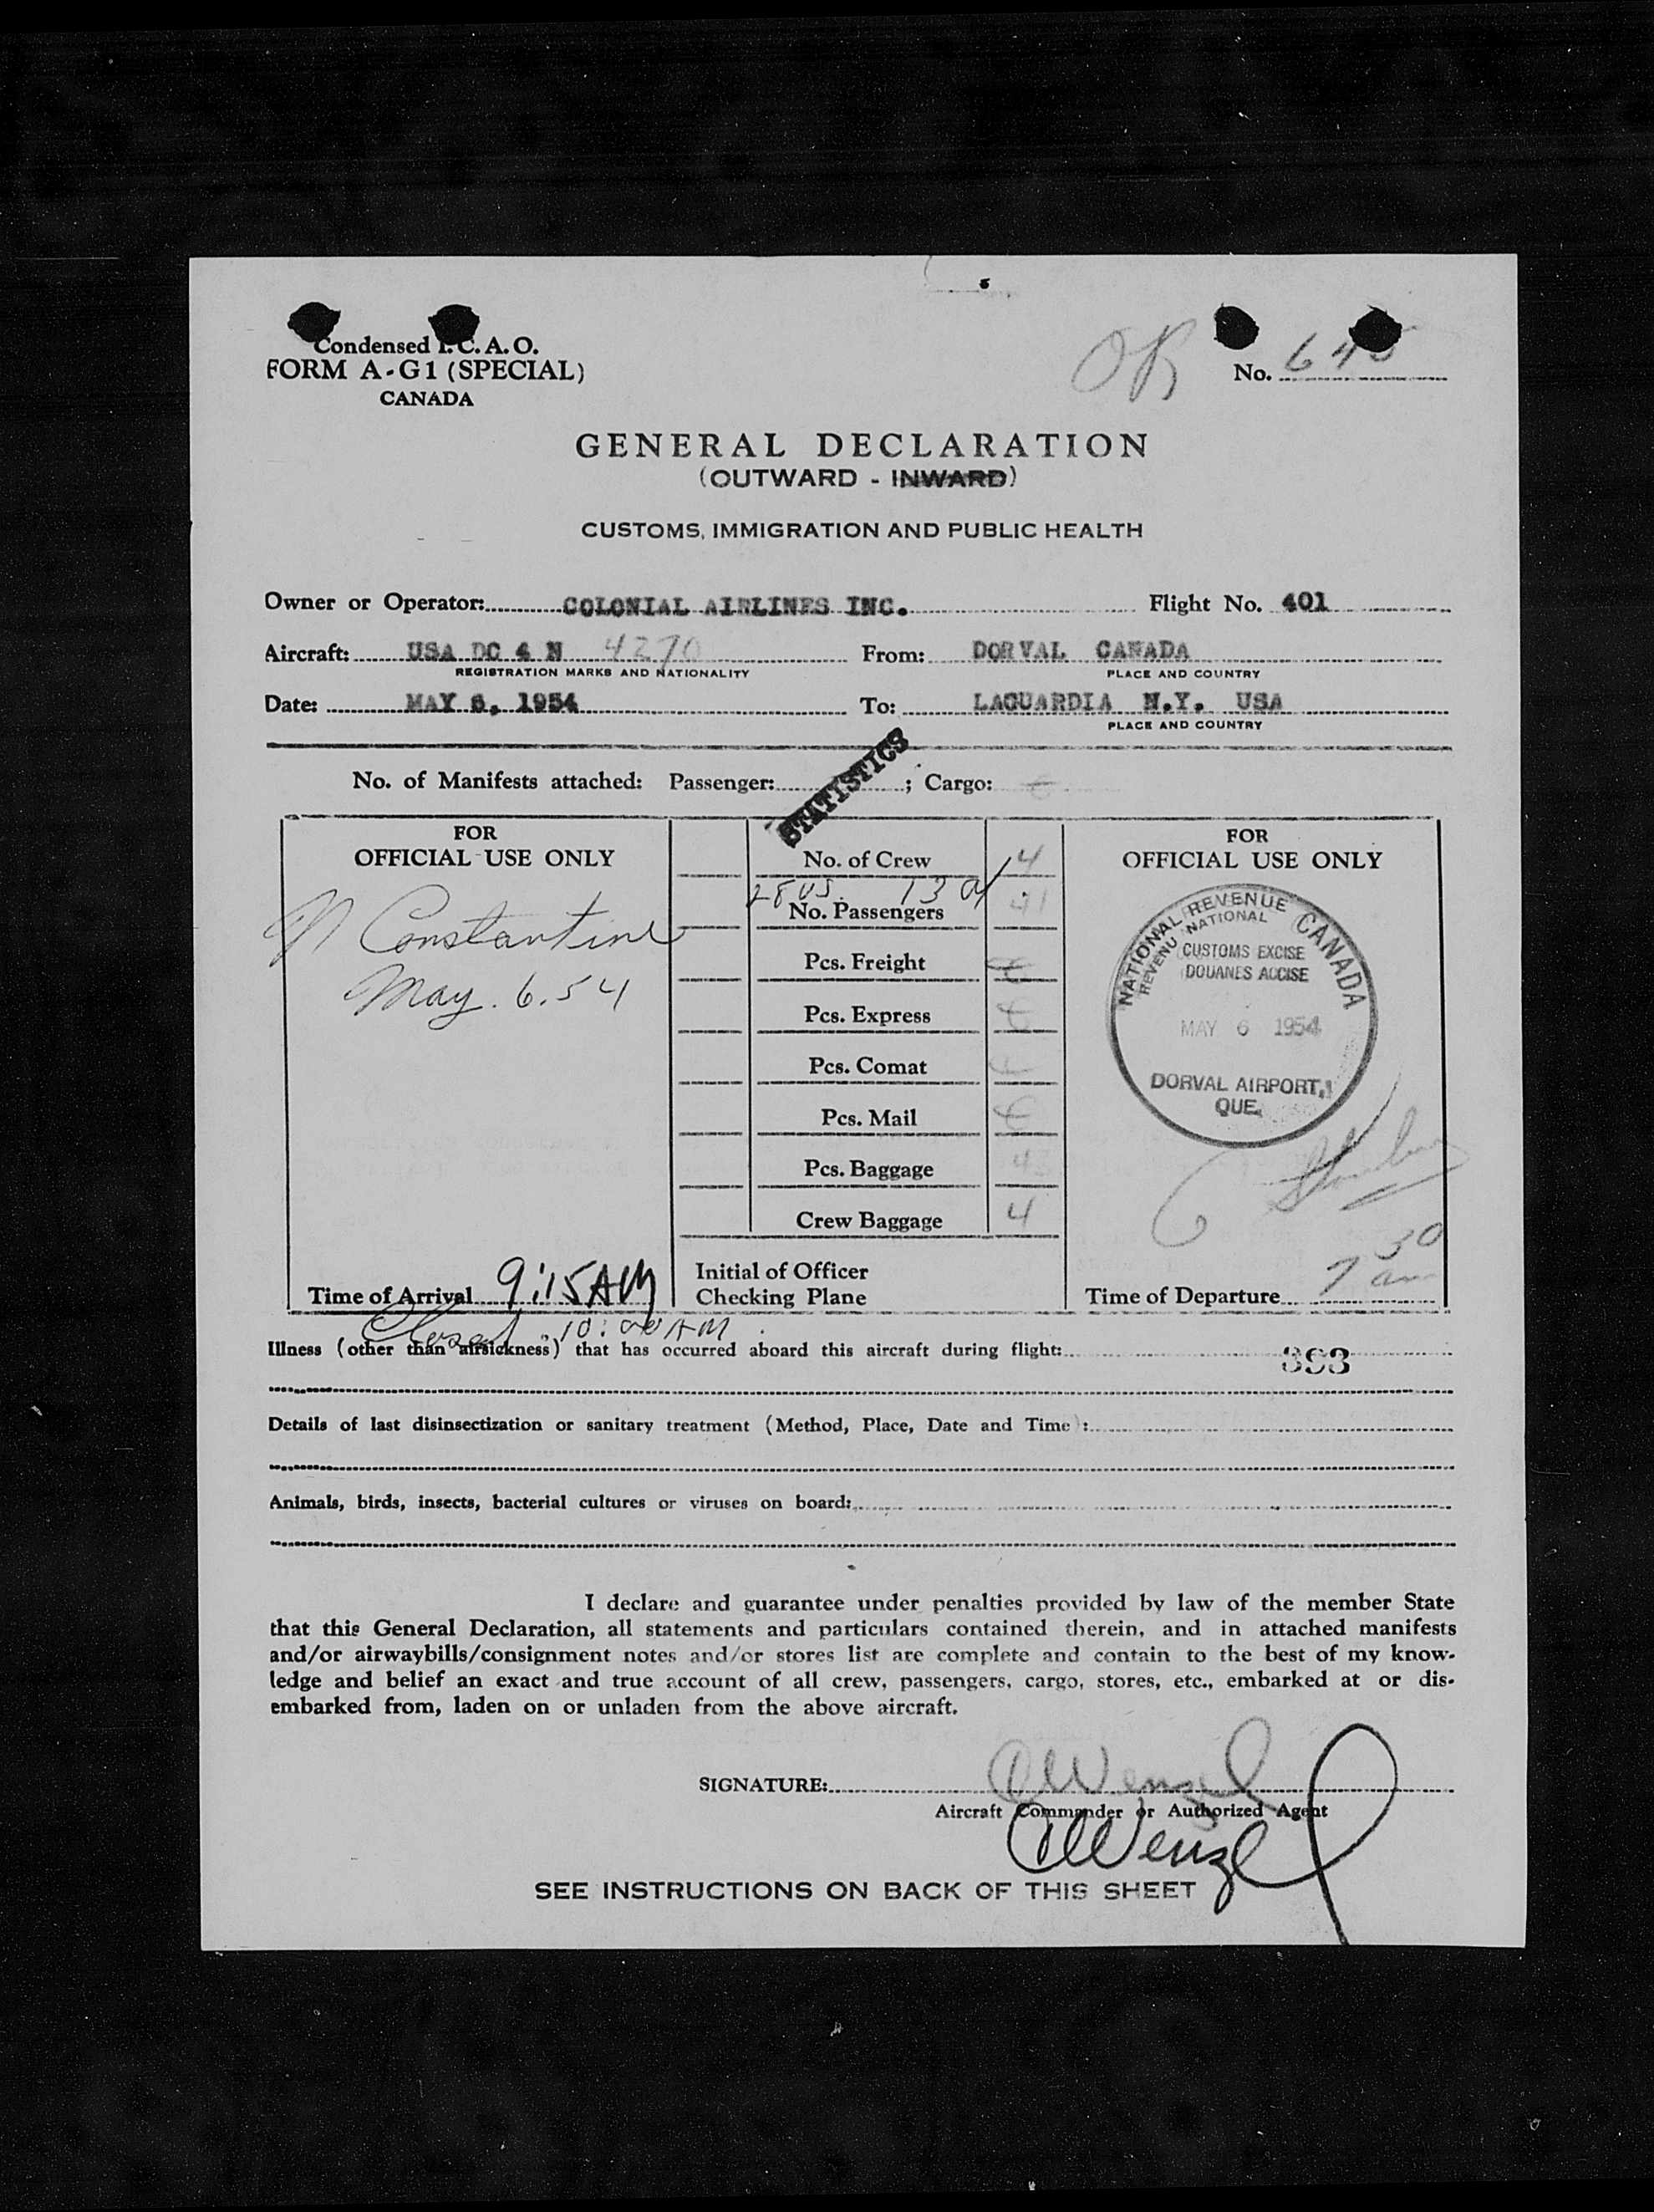 Condensed I. C. A. O.
FORM A-G1 (SPECIAL)
CANADA
OK
No.
GENERAL DECLARATION
(OUTWARD - INWARD)
CUSTOMS, IMMIGRATION AND PUBLIC HEALTH
Owner or Operator: COLONIAL AIRLINES INC. Flight No. 401
Aircraft: USA DC 4 N 4270 From: DORVAL CANADA
REGISTRATION MARKS AND NATIONALITY PLACE AND COUNTRY
Date: MAY 6, 1954 To: LAGUARDIA N.Y. USA
PLACE AND COUNTRY
STATISTICS
No. of Manifests attached: Passenger: ; Cargo:
FOR
OFFICIAL USE ONLY
N Constantine
May. 6.54
Time of Arrival 9:15 AM
Closed 10:00 AM
No. of Crew 4
28 US. 13
No. Passengers 41
Pcs. Freight
Pcs. Express
Pcs. Comat
Pcs. Mail
Pcs. Baggage
Crew Baggage 4
Initial of Officer
Checking Plane
FOR
OFFICIAL USE ONLY
NATIONAL REVENUE CANADA
REVENU NATIONAL
CUSTOMS EXCISE
DOUANES ACCISE
MAY 6 1954
DORVAL AIRPORT,
QUE.
Time of Departure 7 30 am
Illness (other than airsickness) that has occurred aboard this aircraft during flight: 393
Details of last disinsectization or sanitary treatment (Method, Place, Date and Time):
Animals, birds, insects, bacterial cultures or viruses on board:
I declare and guarantee under penalties provided by law of the member State
that this General Declaration, all statements and particulars contained therein, and in attached manifests
and/or airwaybills/consignment notes and/or stores list are complete and contain to the best of my know-
ledge and belief an exact and true account of all crew, passengers, cargo, stores, etc., embarked at or dis-
embarked from, laden on or unladen from the above aircraft.
SIGNATURE: Wenzel
Aircraft Commander or Authorized Agent
Wenzel
SEE INSTRUCTIONS ON BACK OF THIS SHEET